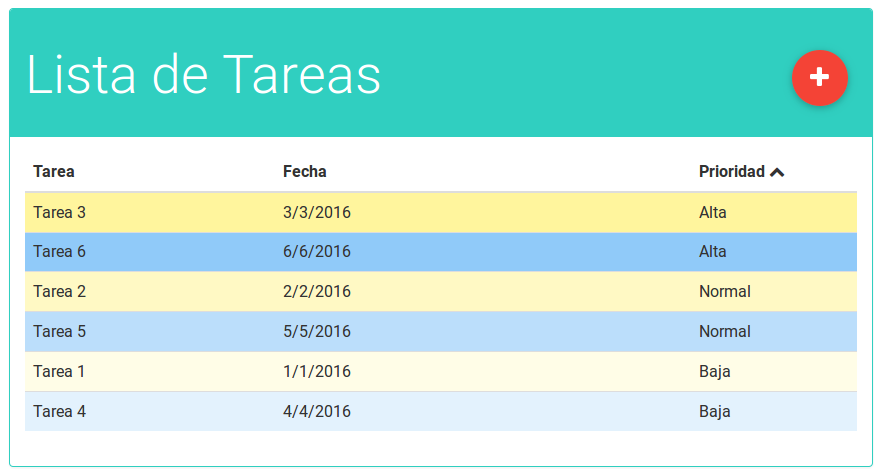 Lista de Tareas
Tarea Fecha Prioridad
Tarea 3 3/3/2016 Alta
Tarea 6 6/6/2016 Alta
Tarea 2 2/2/2016 Normal
Tarea 5 5/5/2016 Normal
Tarea 1 1/1/2016 Baja
Tarea 4 4/4/2016 Baja